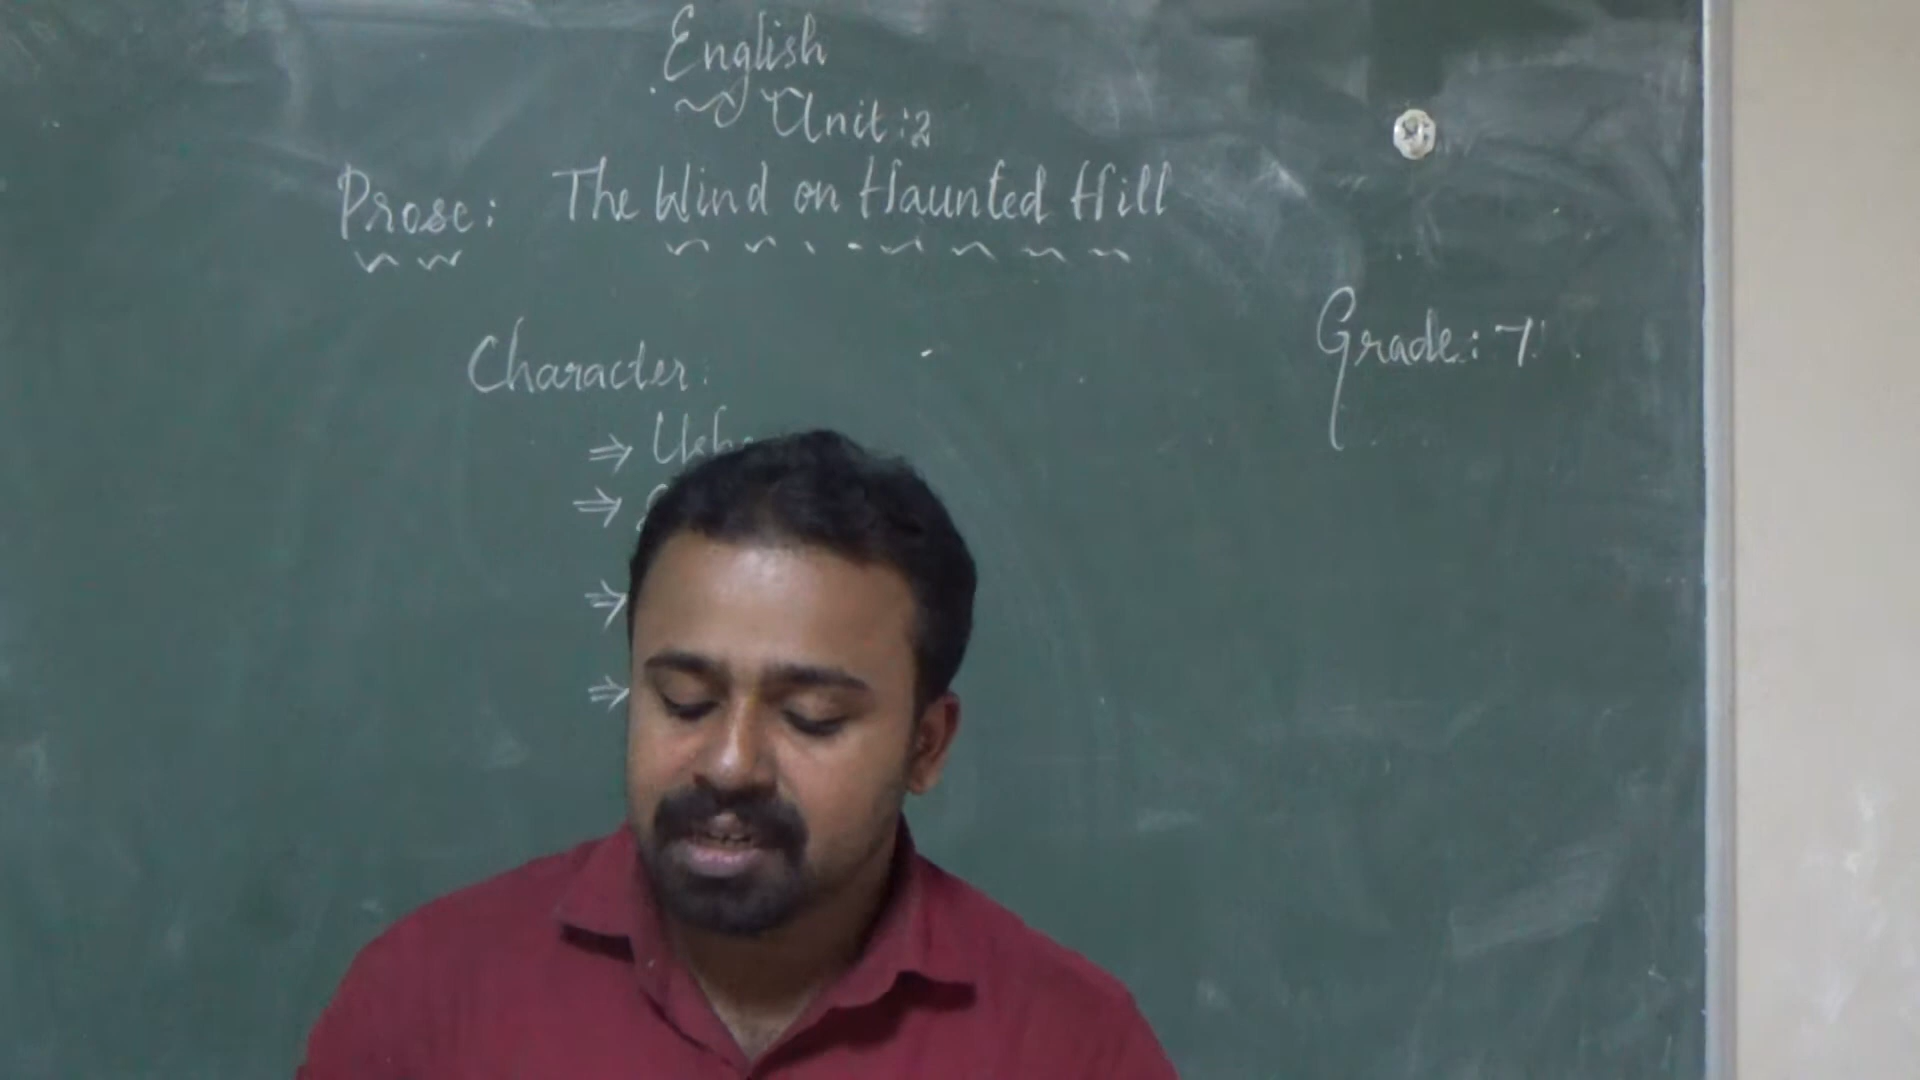 English
Unit:2
Prose: The Wind on Haunted Hill
Grade: 7
Character:
⇒
⇒
⇒
⇒